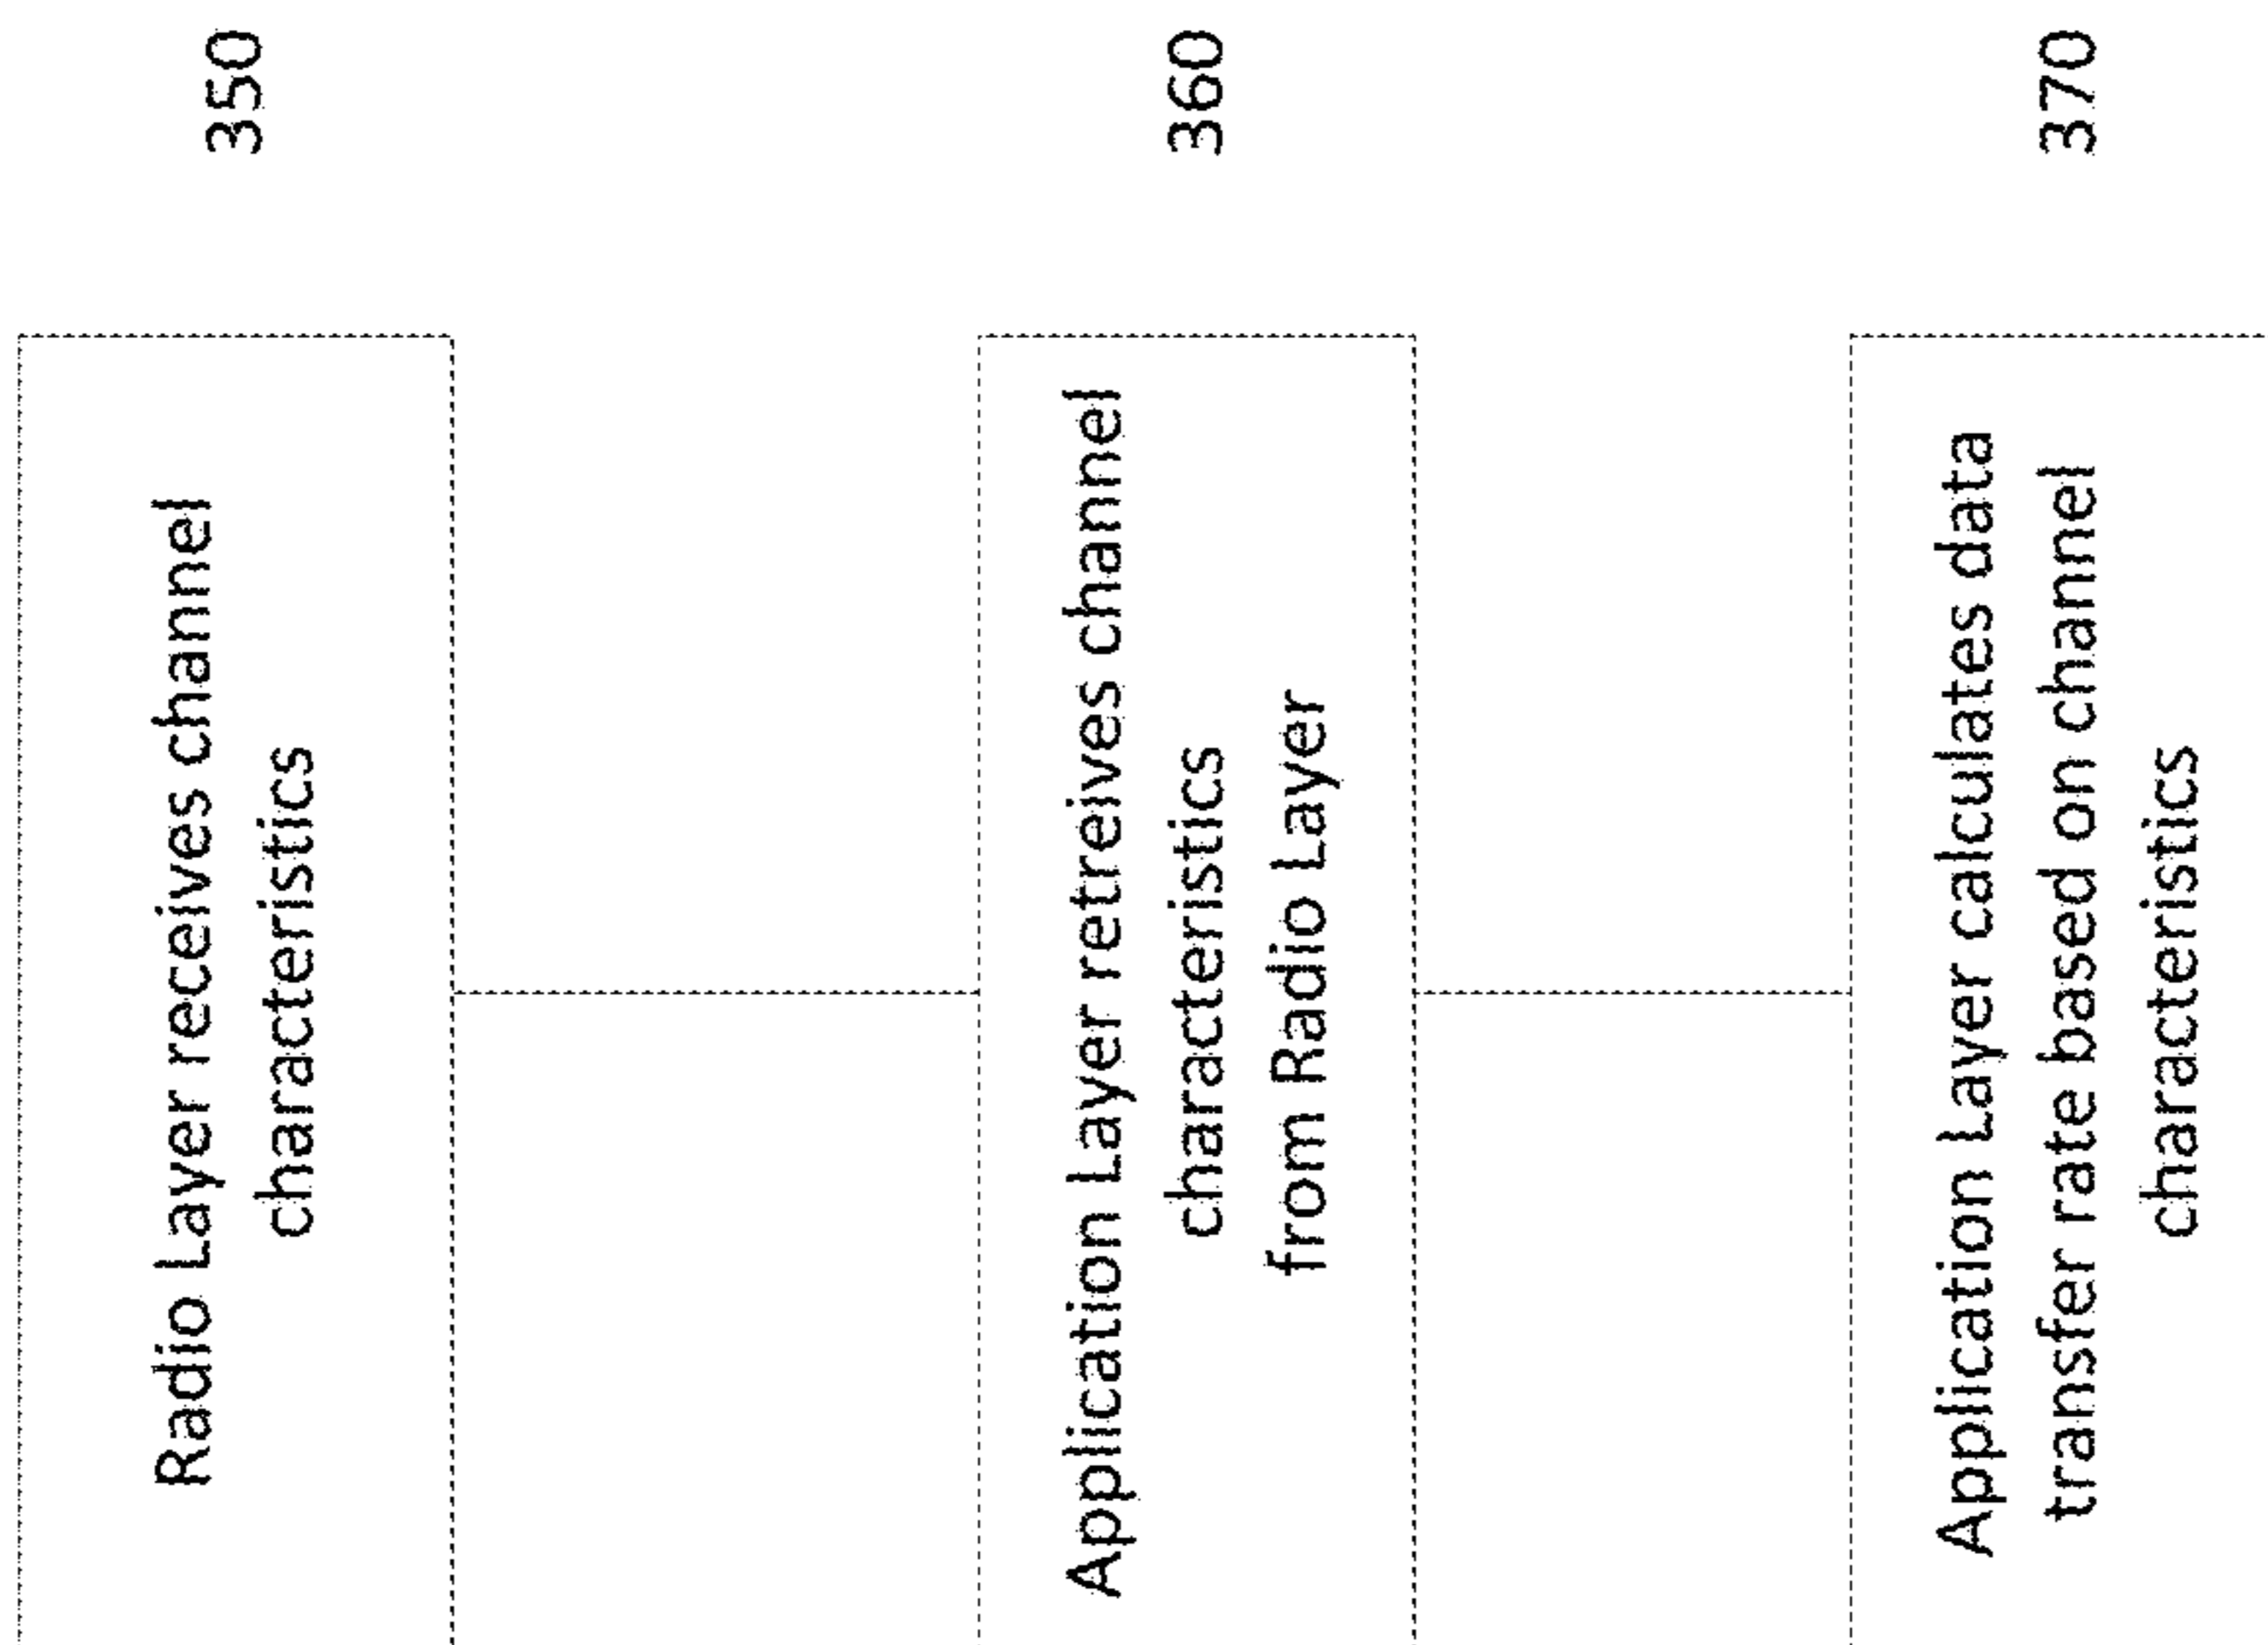 Radio Layer receives channel
characteristics
350
Application Layer retreives channel
characteristics
from Radio Layer
360
Application Layer calculates data
transfer rate based on channel
characteristics
370